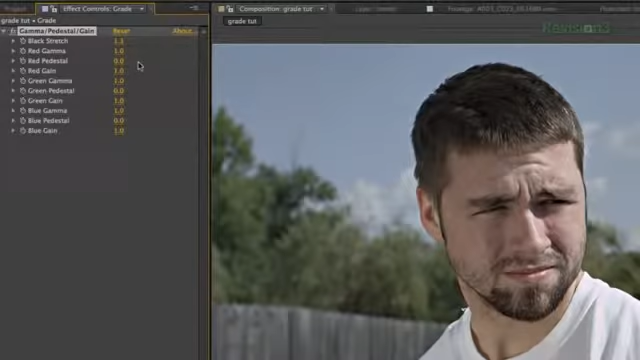 Project
Effect Controls: Grade
Composition: grade tut
grade tut • Grade
grade tut
Gamma/Pedestal/Gain Reset About...
Black Stretch
Red Gamma 1.0
Red Pedestal 0.0
Red Gain 1.0
Green Gamma 1.0
Green Pedestal 0.0
Green Gain 1.0
Blue Gamma 1.0
Blue Pedestal 0.0
Blue Gain 1.0